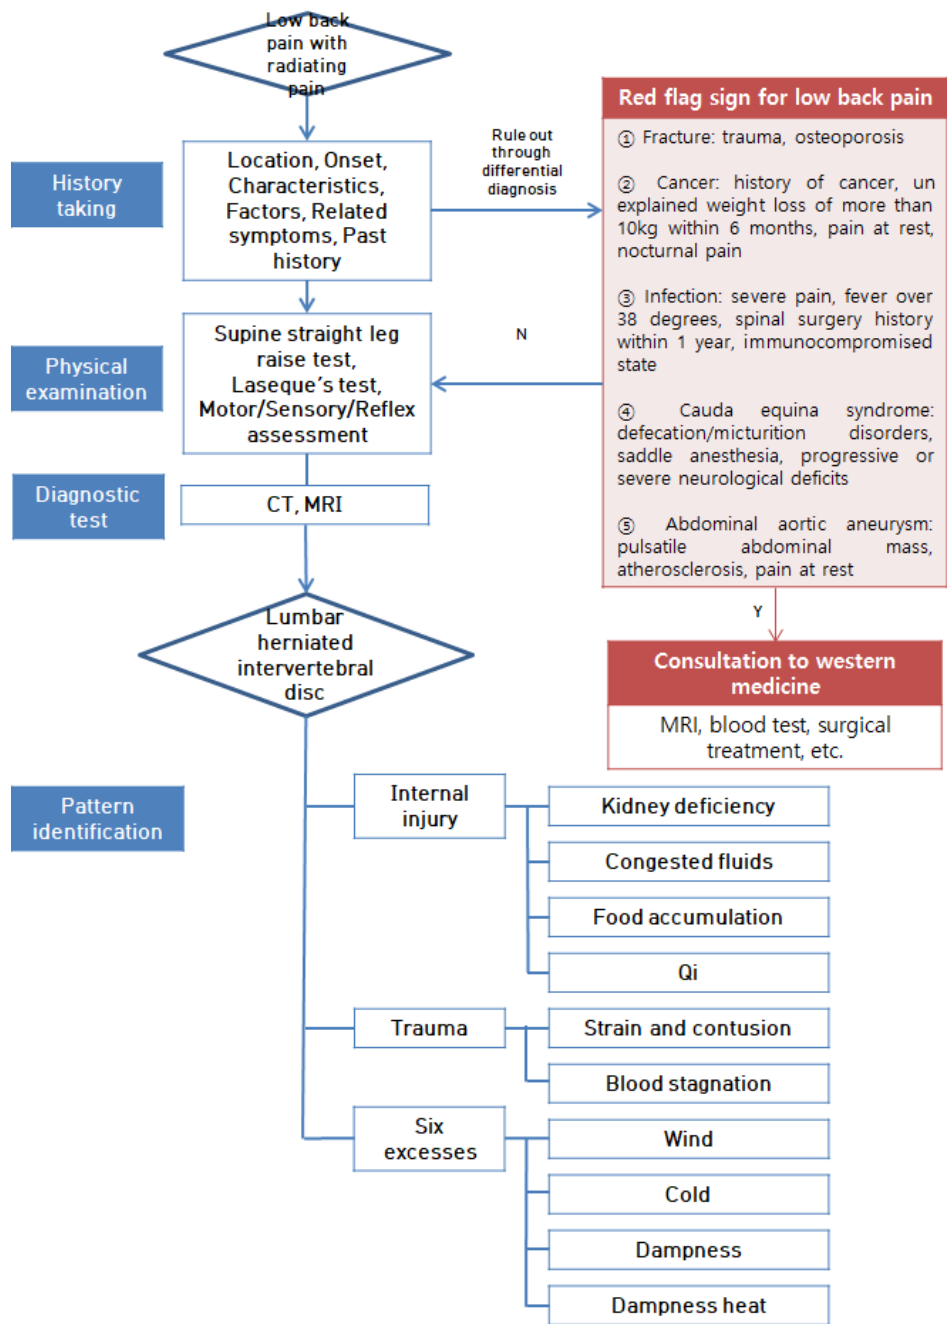 Low back
pain with
radiating
pain
History
taking
Location, Onset,
Characteristics,
Factors, Related
symptoms, Past
history
Rule out
through
differential
diagnosis
Red flag sign for low back pain
① Fracture: trauma, osteoporosis
② Cancer: history of cancer, un
explained weight loss of more than
10kg within 6 months, pain at rest,
nocturnal pain
③ Infection: severe pain, fever over
38 degrees, spinal surgery history
within 1 year, immunocompromised
state
④ Cauda equina syndrome:
defecation/micturition disorders,
saddle anesthesia, progressive or
severe neurological deficits
⑤ Abdominal aortic aneurysm:
pulsatile abdominal mass,
atherosclerosis, pain at rest
N
Y
Consultation to western
medicine
MRI, blood test, surgical
treatment, etc.
Physical
examination
Supine straight leg
raise test,
Laseque's test,
Motor/Sensory/Reflex
assessment
Diagnostic
test
CT, MRI
Lumbar
herniated
intervertebral
disc
Pattern
identification
Internal
injury
Kidney deficiency
Congested fluids
Food accumulation
Qi
Trauma
Strain and contusion
Blood stagnation
Six
excesses
Wind
Cold
Dampness
Dampness heat